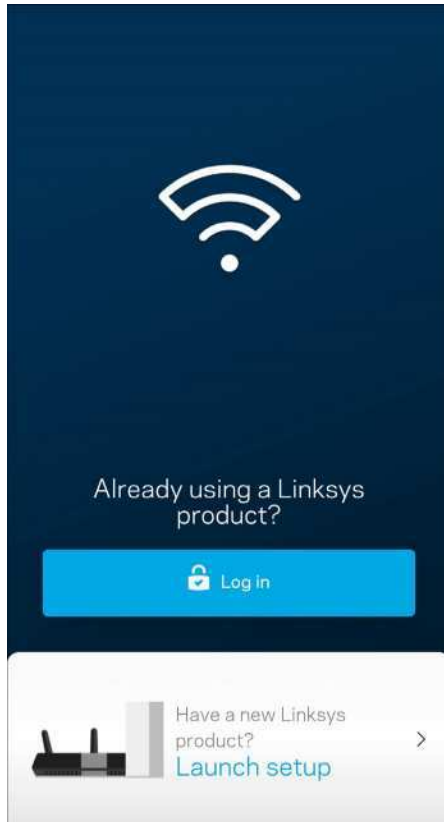 Already using a Linksys
product?
Log in
Have a new Linksys
product?
Launch setup